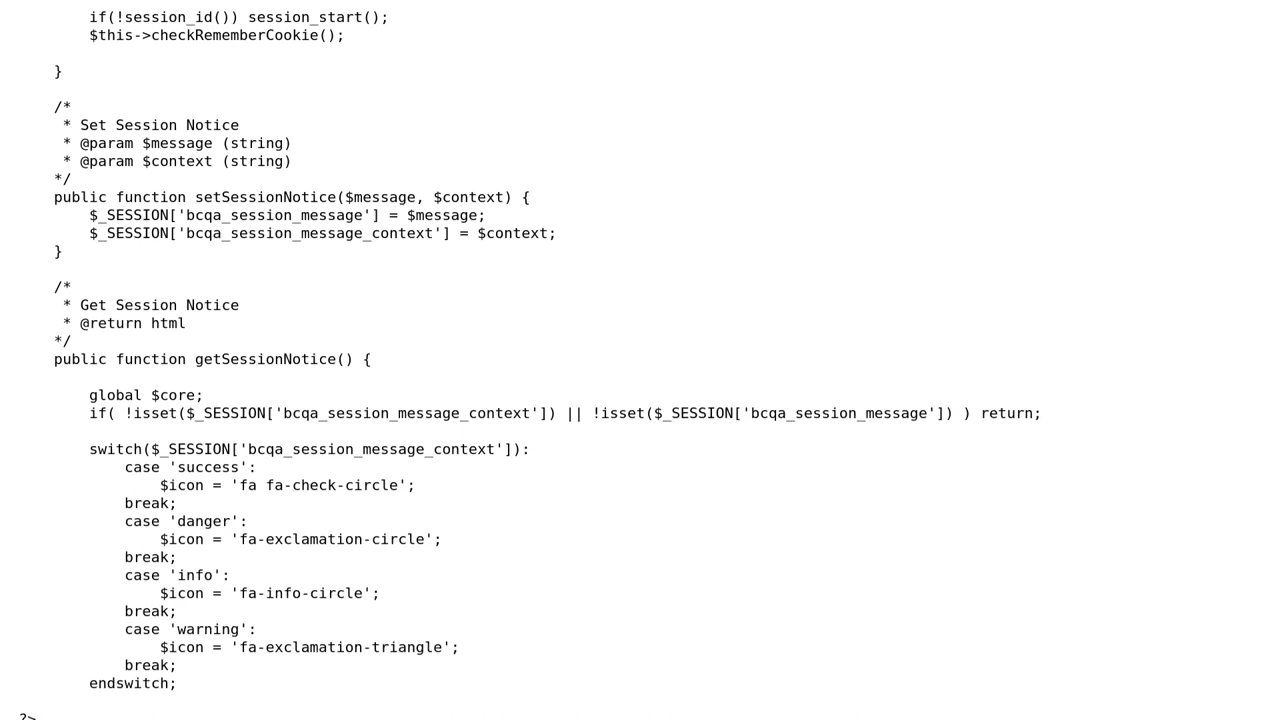 if(!session_id()) session_start();
$this->checkRememberCookie();
}
/*
* Set Session Notice
* @param $message (string)
* @param $context (string)
*/
public function setSessionNotice($message, $context) {
$_SESSION['bcqa_session_message'] = $message;
$_SESSION['bcqa_session_message_context'] = $context;
}
/*
* Get Session Notice
* @return html
*/
public function getSessionNotice() {
global $core;
if( !isset($_SESSION['bcqa_session_message_context']) || !isset($_SESSION['bcqa_session_message']) ) return;
switch($_SESSION['bcqa_session_message_context']):
case 'success':
$icon = 'fa fa-check-circle';
break;
case 'danger':
$icon = 'fa-exclamation-circle';
break;
case 'info':
$icon = 'fa-info-circle';
break;
case 'warning':
$icon = 'fa-exclamation-triangle';
break;
endswitch;
?>